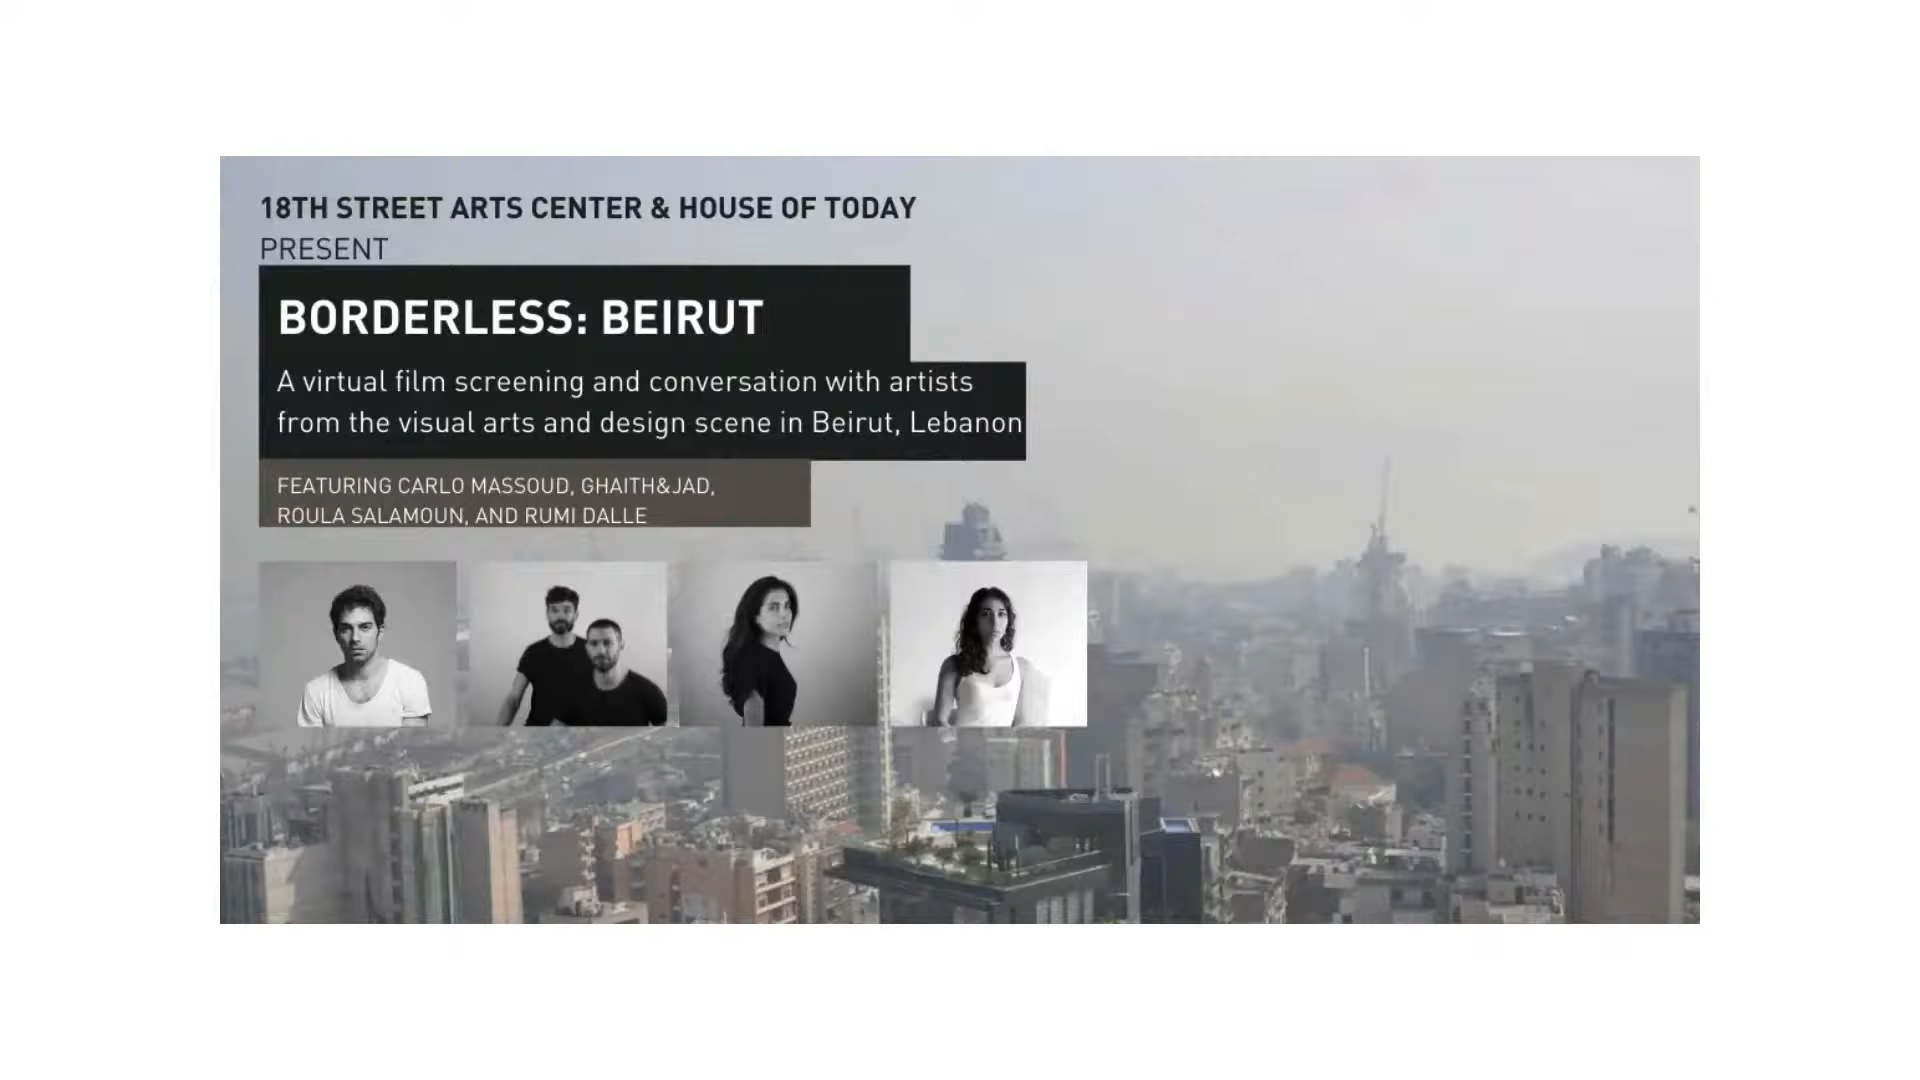 18TH STREET ARTS CENTER & HOUSE OF TODAY
PRESENT
BORDERLESS: BEIRUT
A virtual film screening and conversation with artists
from the visual arts and design scene in Beirut, Lebanon
FEATURING CARLO MASSOUD, GHAITH&JAD,
ROULA SALAMOUN, AND RUMI DALLE